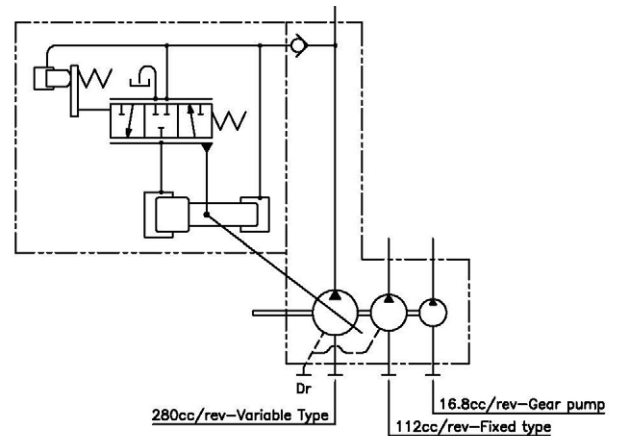 Dr
16.8cc/rev-Gear pump
280cc/rev-Variable Type
112cc/rev-Fixed type